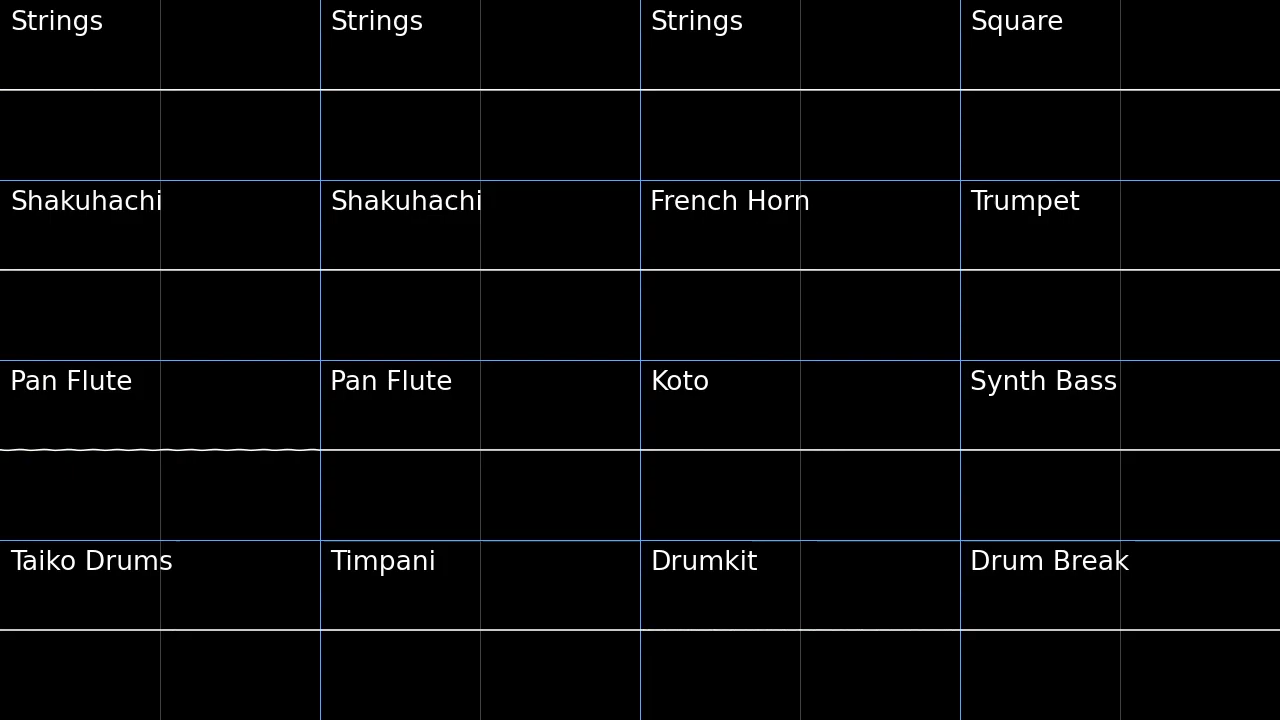 Strings
Strings
Strings
Square
Shakuhachi
Shakuhachi
French Horn
Trumpet
Pan Flute
Pan Flute
Koto
Synth Bass
Taiko Drums
Timpani
Drumkit
Drum Break